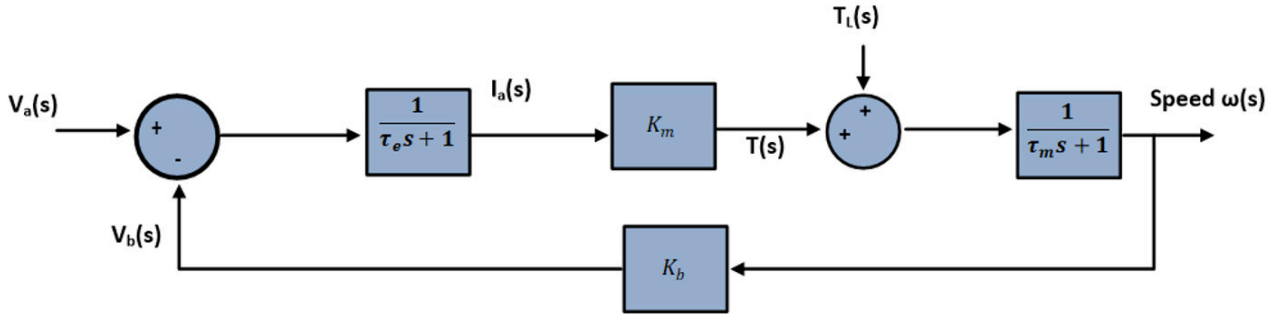 T_L(s)
V_a(s)
+
-
1
τ_e s + 1
I_a(s)
K_m
T(s)
+
+
1
τ_m s + 1
Speed ω(s)
V_b(s)
K_b